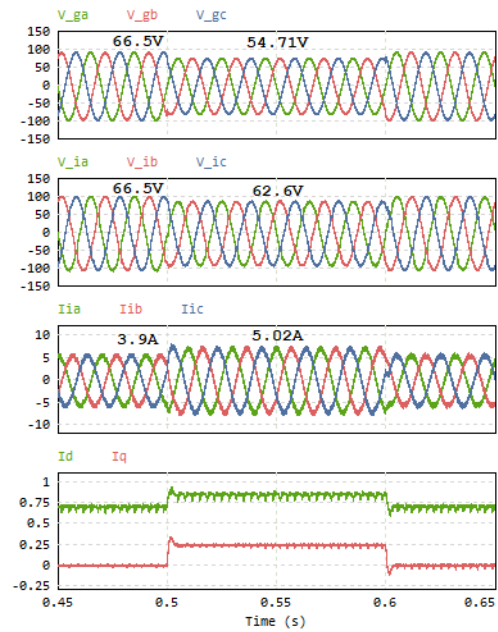 V_ga V_gb V_gc
150
100
50
0
-50
-100
-150
66.5V 54.71V
V_ia V_ib V_ic
150
100
50
0
-50
-100
-150
66.5V 62.6V
Iia Iib Iic
10
5
0
-5
-10
3.9A 5.02A
Id Iq
1
0.75
0.5
0.25
0
-0.25
0.45 0.5 0.55 0.6 0.65
Time (s)